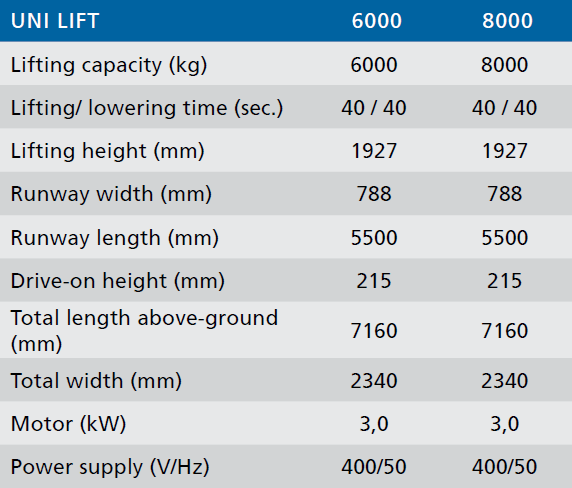 UNI LIFT 6000 8000
Lifting capacity (kg) 6000 8000
Lifting/ lowering time (sec.) 40 / 40 40 / 40
Lifting height (mm) 1927 1927
Runway width (mm) 788 788
Runway length (mm) 5500 5500
Drive-on height (mm) 215 215
Total length above-ground
(mm) 7160 7160
Total width (mm) 2340 2340
Motor (kW) 3,0 3,0
Power supply (V/Hz) 400/50 400/50